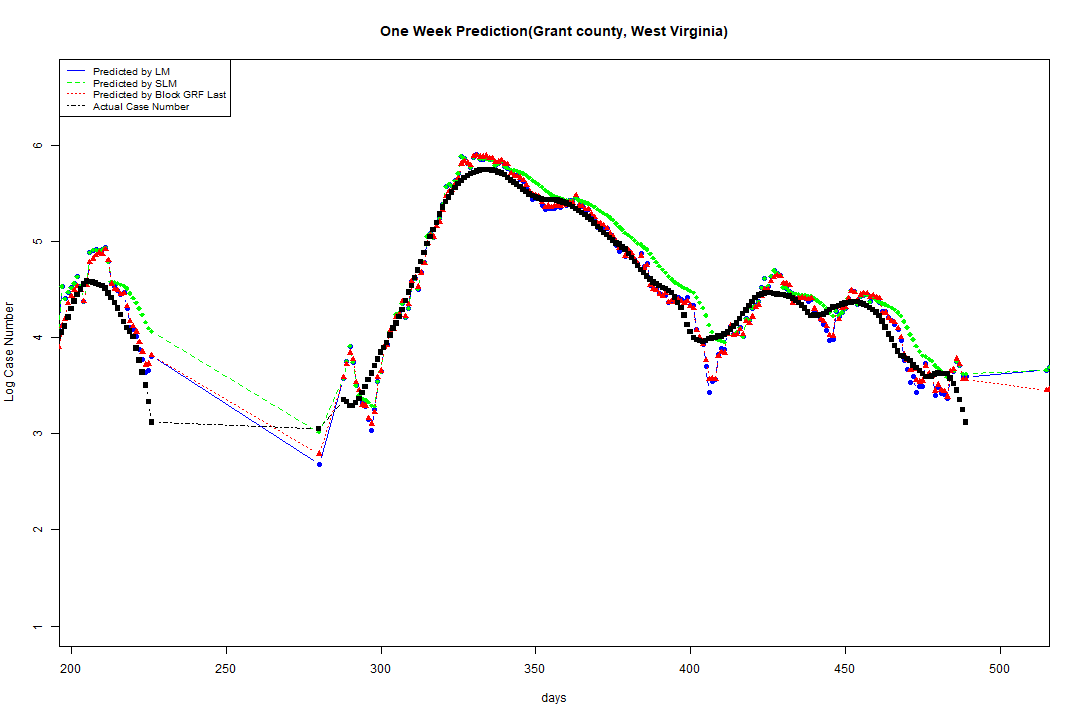 One Week Prediction(Grant county, West Virginia)
Predicted by LM
Predicted by SLM
Predicted by Block GRF Last
Actual Case Number
Log Case Number
6
5
4
3
2
1
200 250 300 350 400 450 500
days